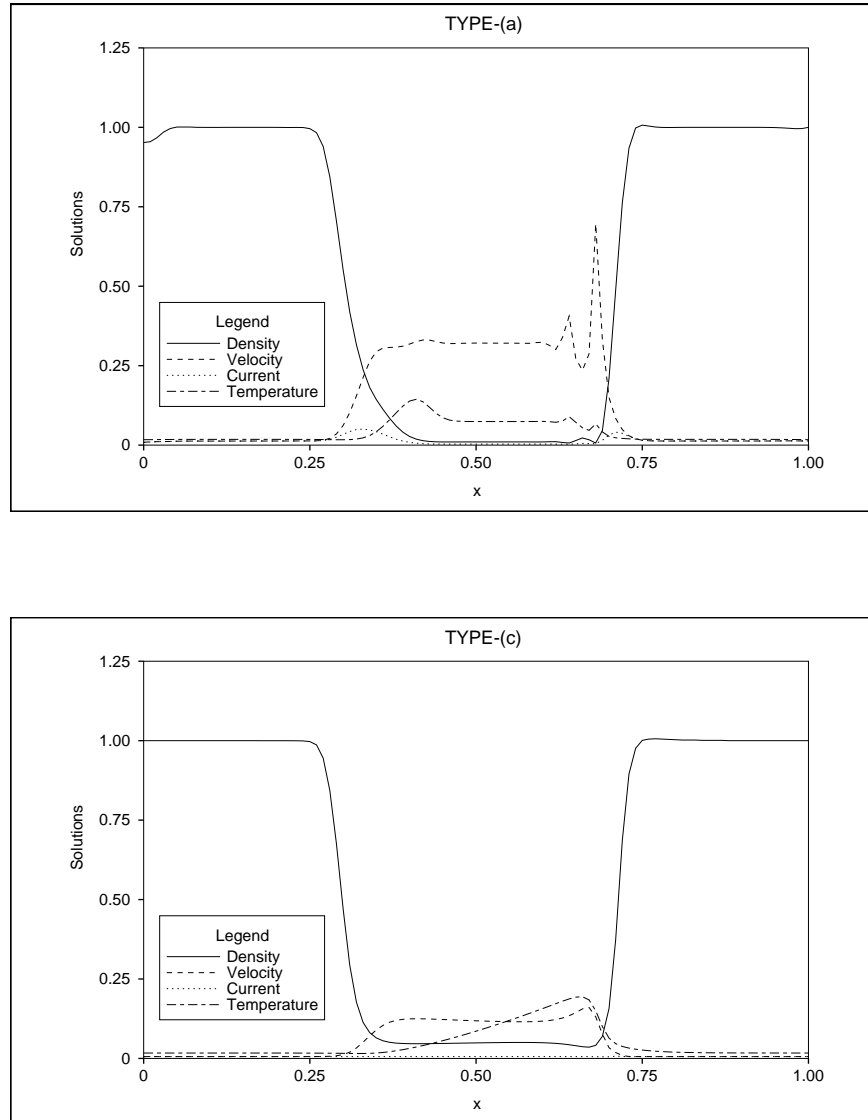 TYPE-(a)
1.25
1.00
0.75
0.50
0.25
0
Solutions
Legend
Density
Velocity
Current
Temperature
0 0.25 0.50 0.75 1.00
x
TYPE-(c)
1.25
1.00
0.75
0.50
0.25
0
Solutions
Legend
Density
Velocity
Current
Temperature
0 0.25 0.50 0.75 1.00
x